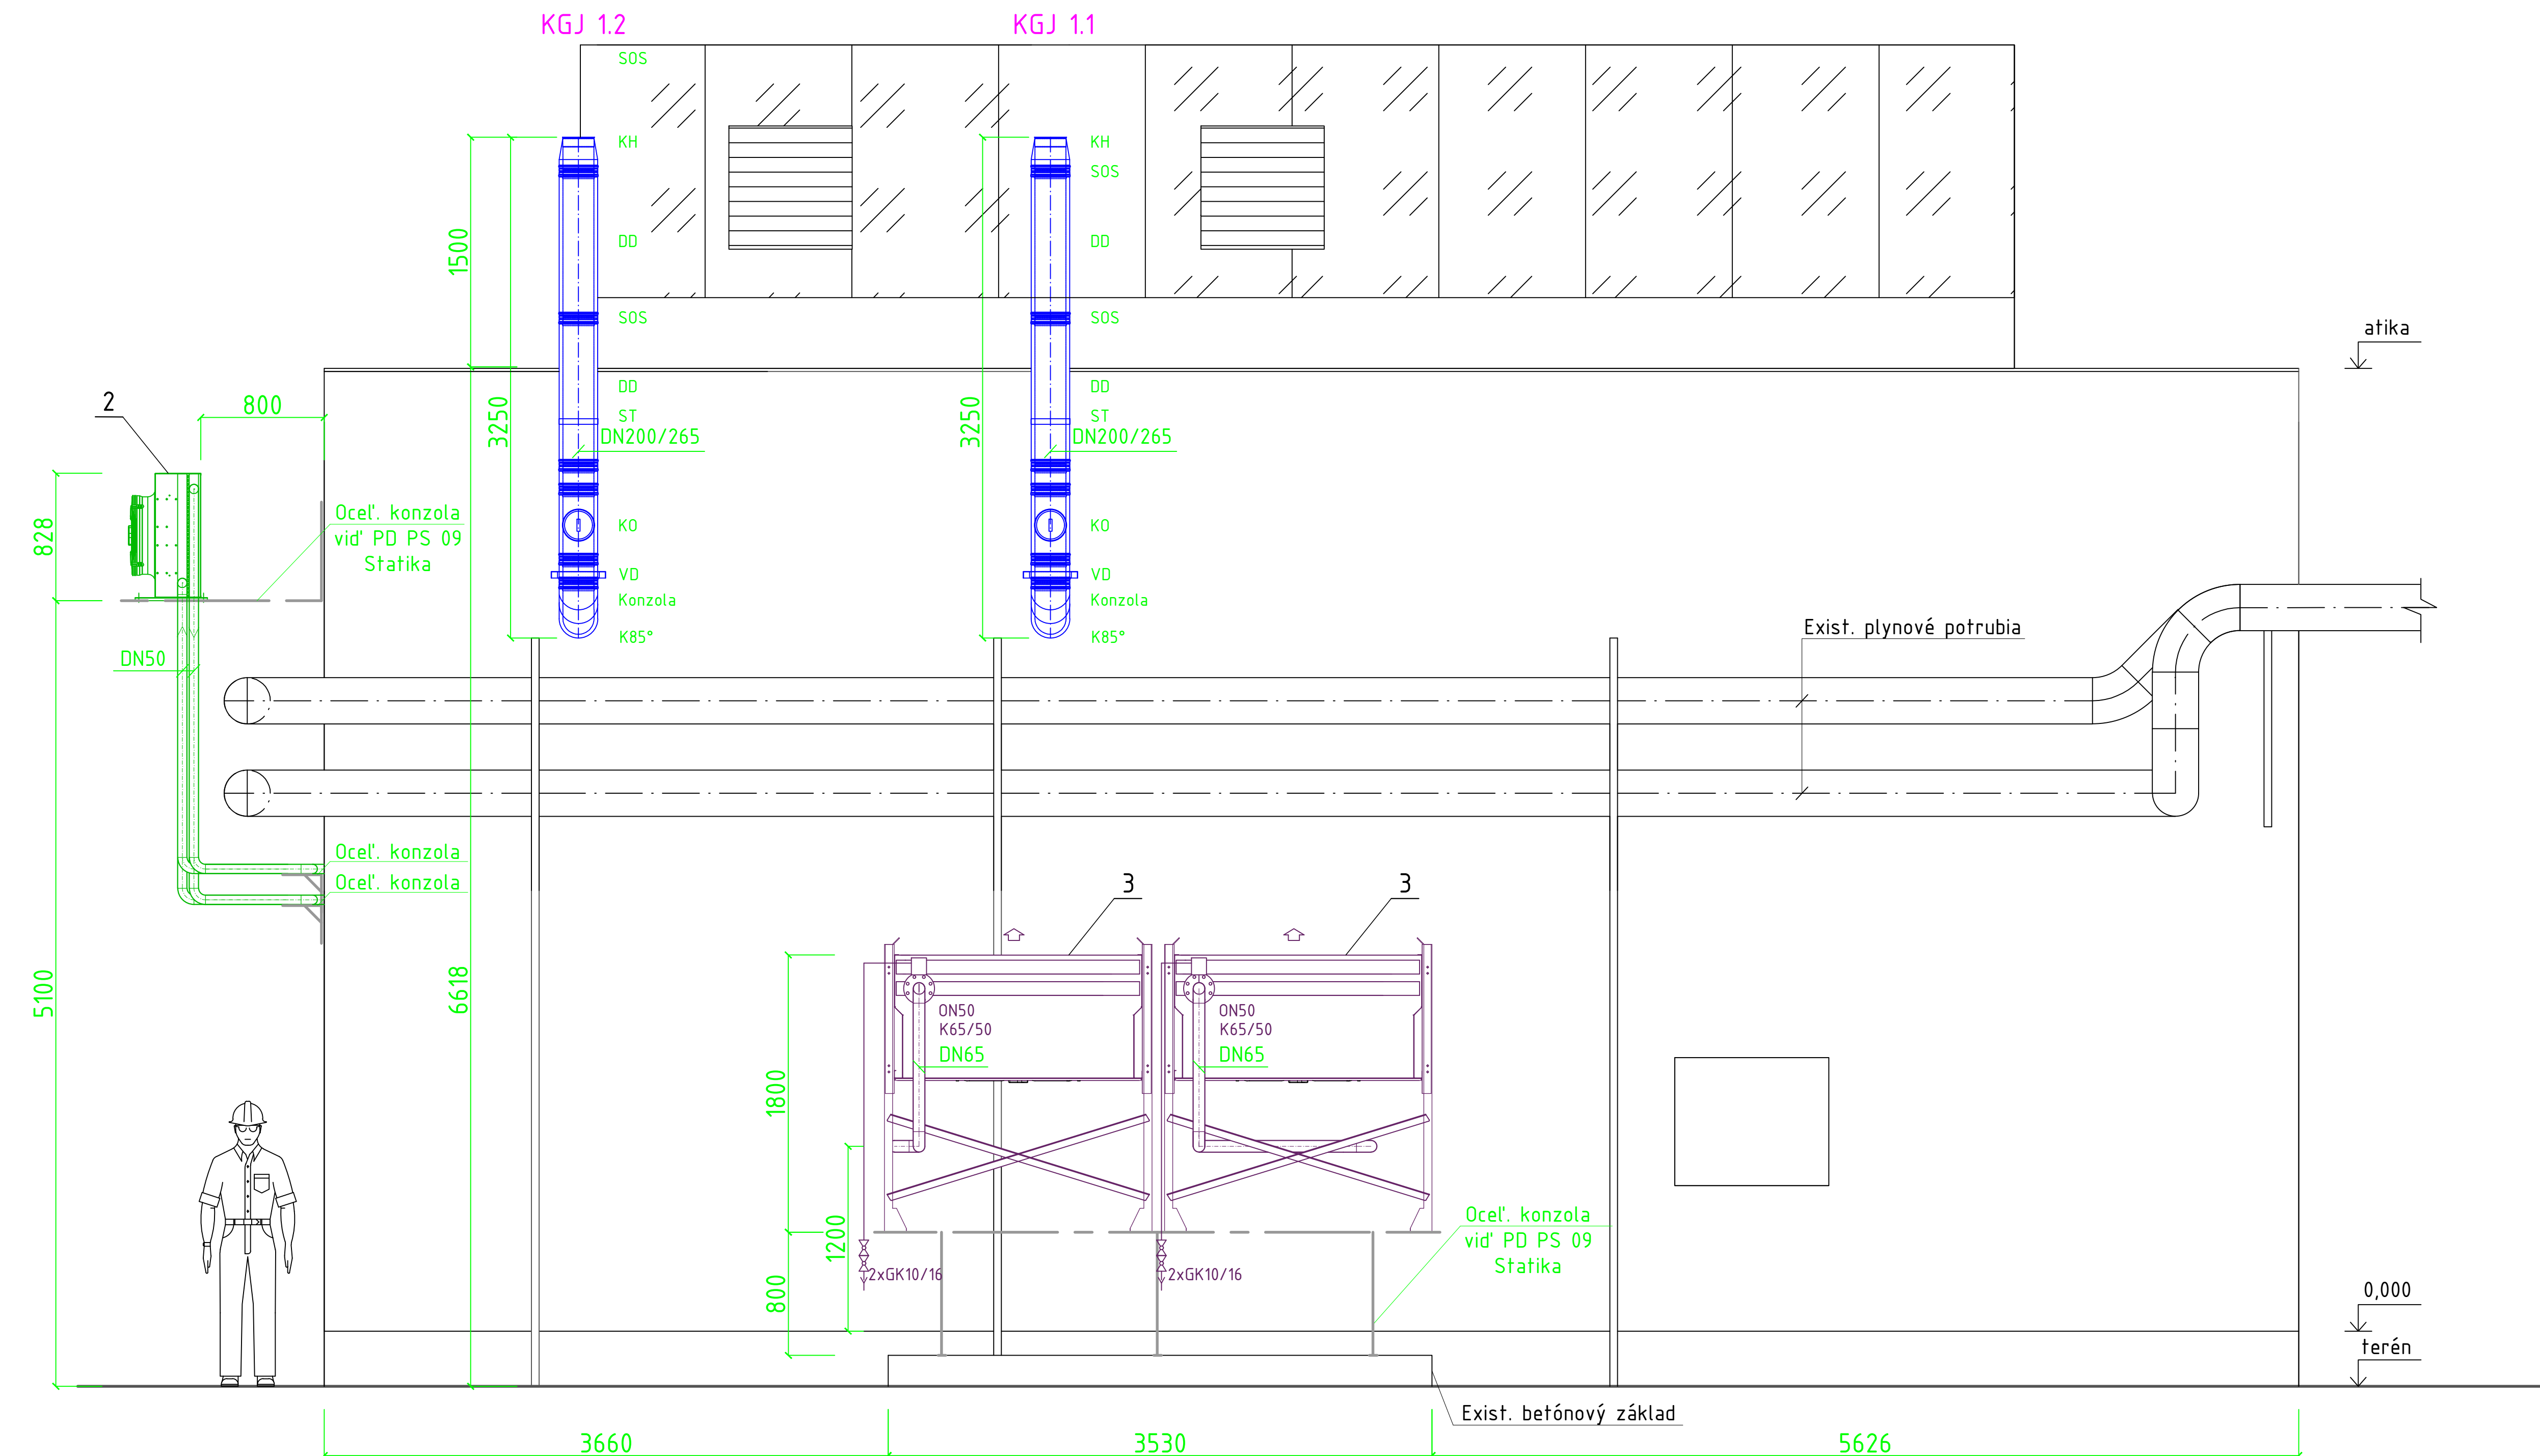 KGJ 1.2
KGJ 1.1
SOS
KH
KH
SOS
DD
DD
1500
SOS
SOS
atika
DD
DD
2
800
ST
ST
3250
3250
DN200/265
DN200/265
828
Oceľ. konzola
viď PD PS 09
Statika
KO
KO
VD
VD
Konzola
Konzola
K85°
K85°
Exist. plynové potrubia
DN50
Oceľ. konzola
Oceľ. konzola
3
3
5100
6618
ON50
K65/50
DN65
ON50
K65/50
DN65
1800
1200
800
Oceľ. konzola
viď PD PS 09
Statika
2xGK10/16
2xGK10/16
0,000
terén
Exist. betónový základ
3660
3530
5626